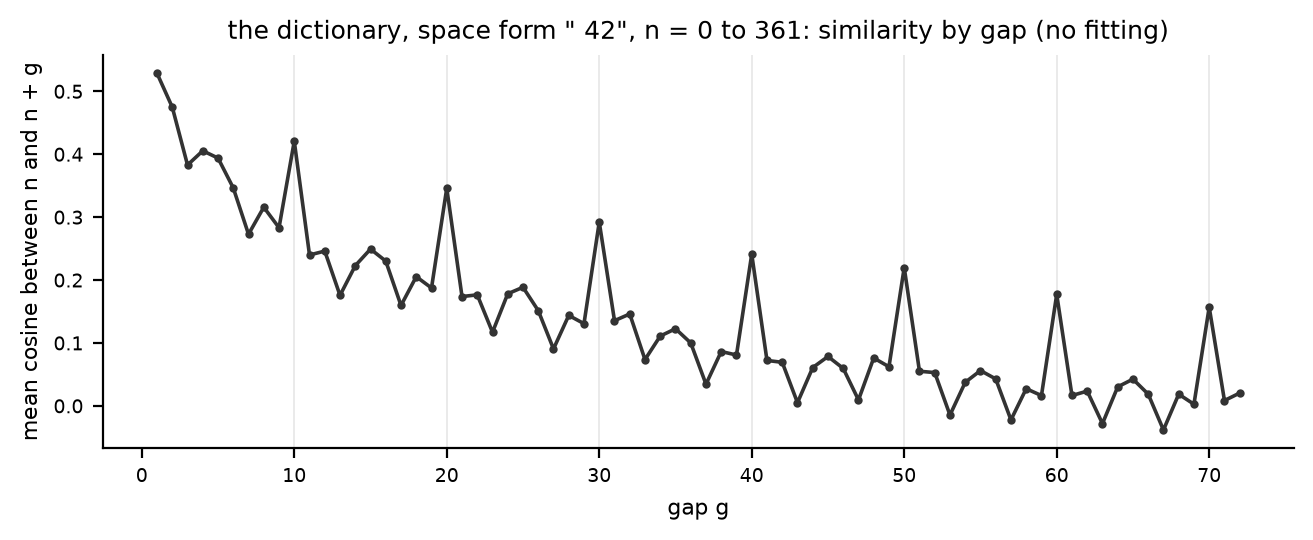 the dictionary, space form " 42", n = 0 to 361: similarity by gap (no fitting)
mean cosine between n and n + g
0.5
0.4
0.3
0.2
0.1
0.0
0 10 20 30 40 50 60 70
gap g